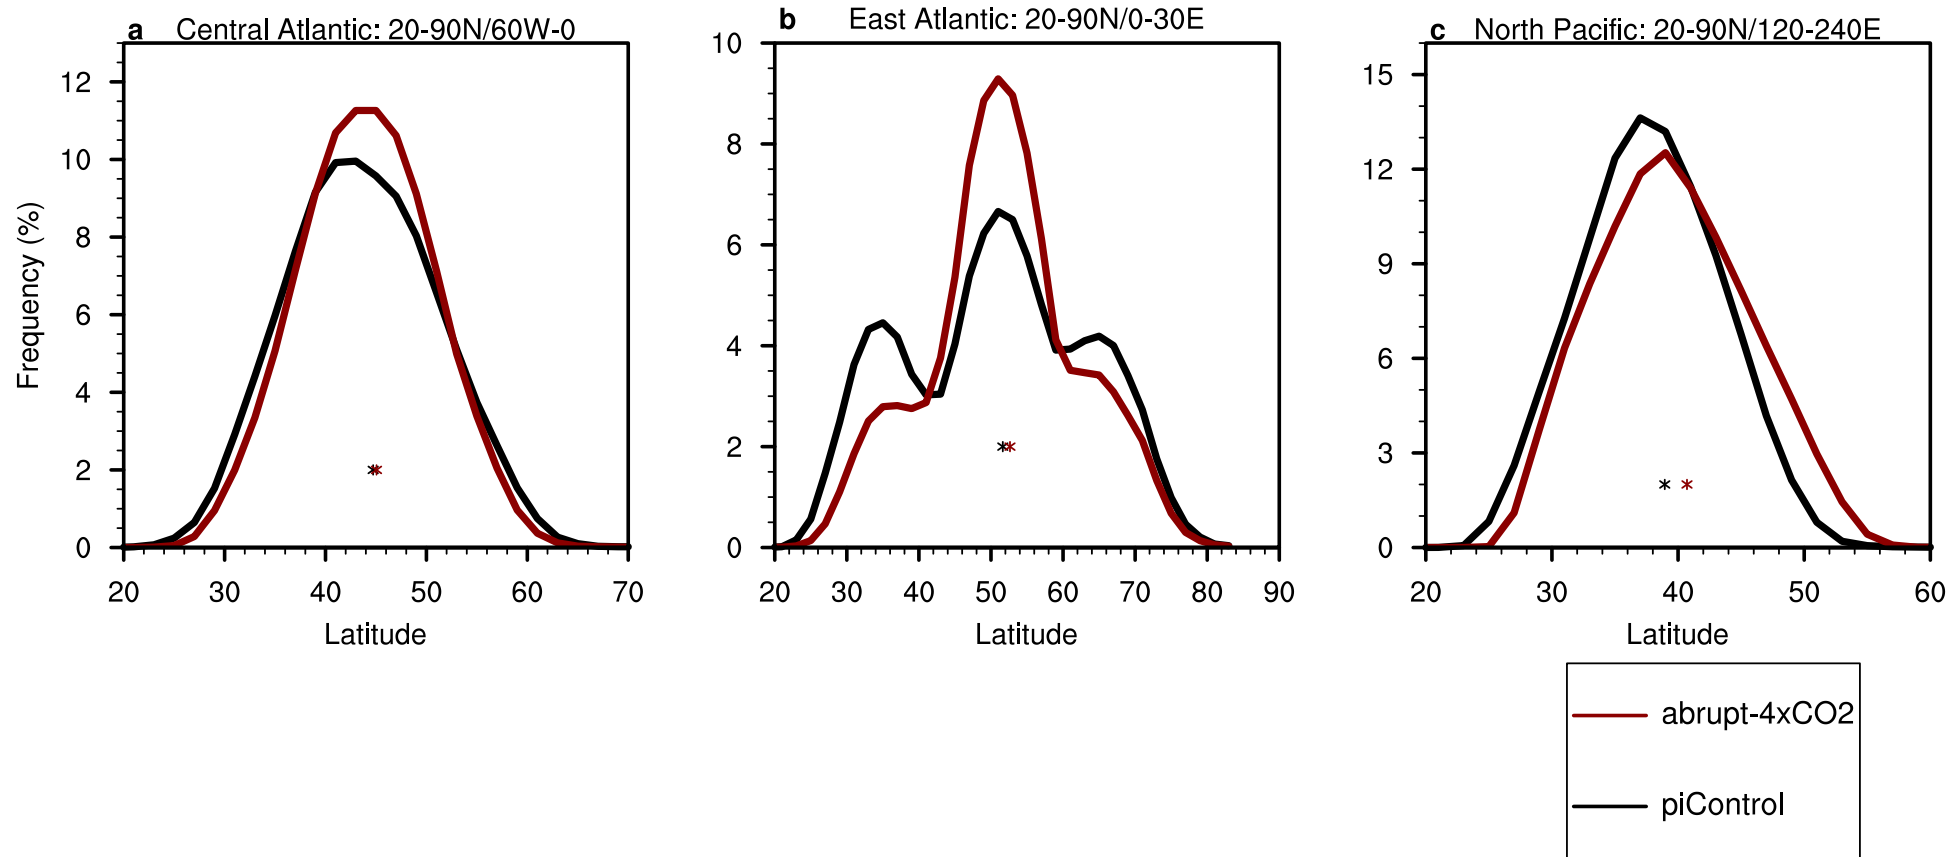 a Central Atlantic: 20-90N/60W-0
b East Atlantic: 20-90N/0-30E
c North Pacific: 20-90N/120-240E
Frequency (%)
12
10
8
6
4
2
0
20 30 40 50 60 70
Latitude
10
8
6
4
2
0
20 30 40 50 60 70 80 90
Latitude
15
12
9
6
3
0
20 30 40 50 60
Latitude
abrupt-4xCO2
piControl